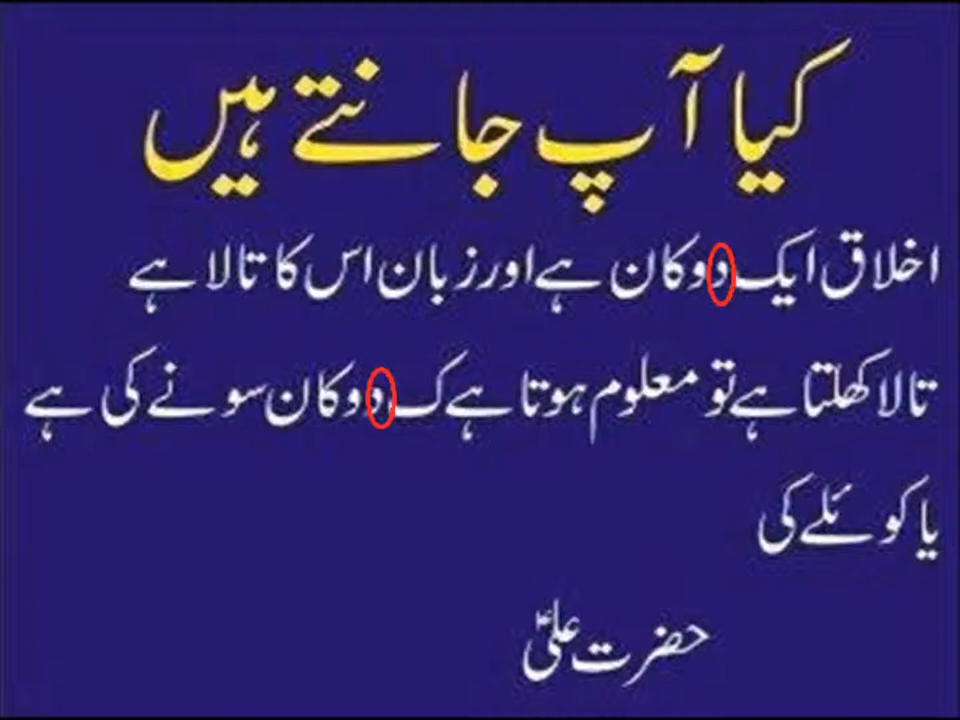 کیا آپ جانتے ہیں
اخلاق ایک دوکان ہے اور زبان اس کا تالا ہے
تالا کھلتا ہے تو معلوم ہوتا ہے ک دوکان سونے کی ہے
یا کوئلے کی
حضرت علیؑ